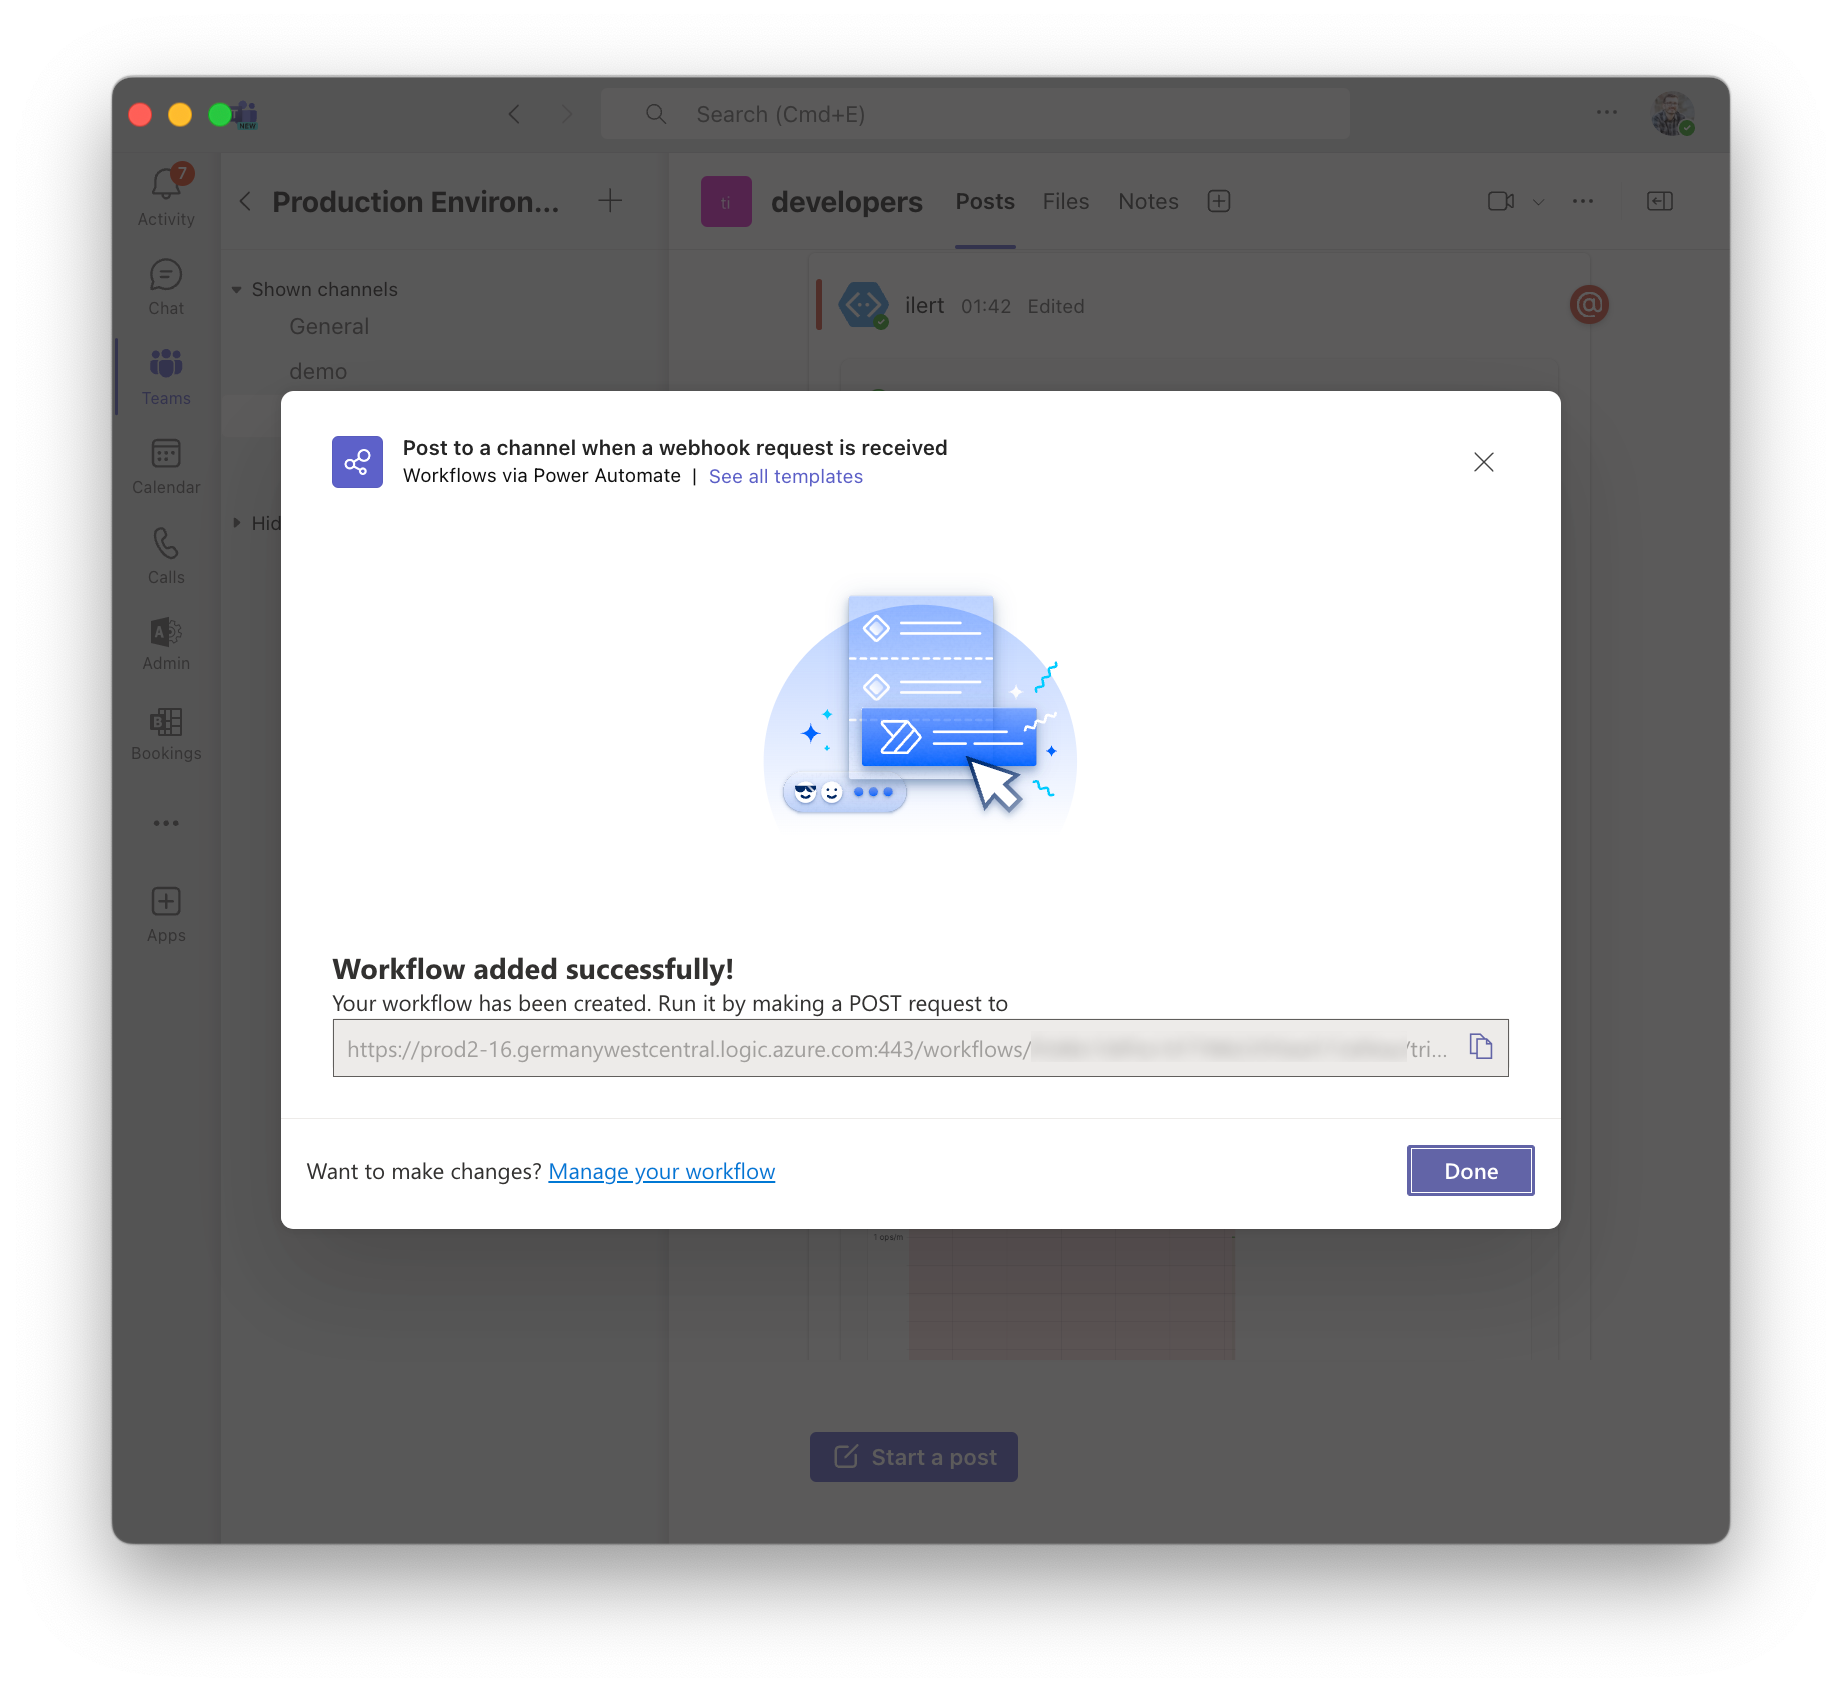 NEW
Search (Cmd+E)
7
Activity
Production Environ...
ti
developers
Posts
Files
Notes
Shown channels
General
demo
Hid
ilert 01:42 Edited
Chat
Teams
Calendar
Calls
Admin
Bookings
Apps
Post to a channel when a webhook request is received
Workflows via Power Automate | See all templates
Workflow added successfully!
Your workflow has been created. Run it by making a POST request to
https://prod2-16.germanywestcentral.logic.azure.com:443/workflows/ /tri...
Want to make changes? Manage your workflow
Done
1 ops/m
Start a post